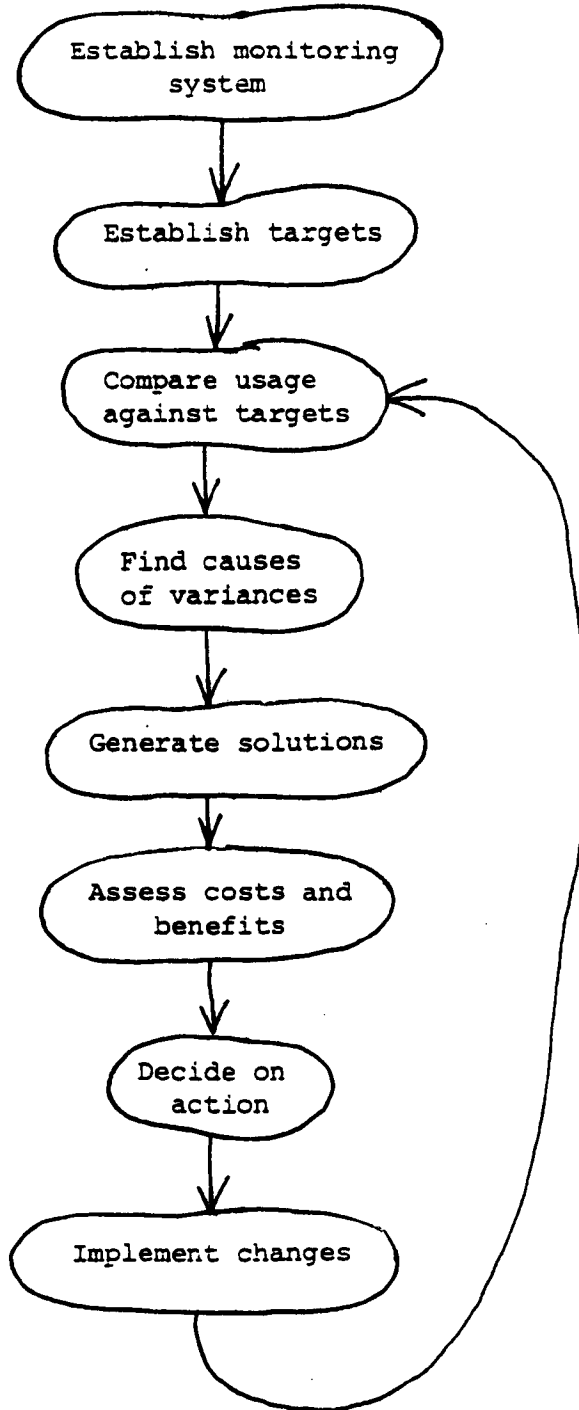 Establish monitoring
system
Establish targets
Compare usage
against targets
Find causes
of variances
Generate solutions
Assess costs and
benefits
Decide on
action
Implement changes